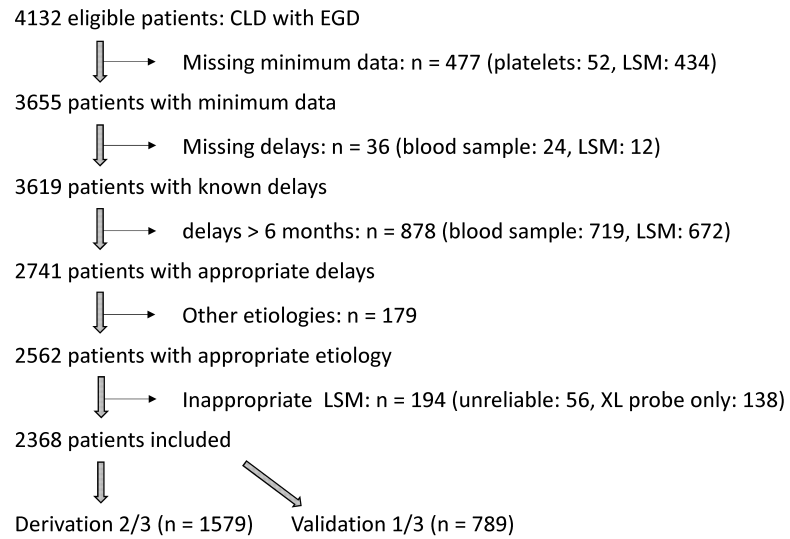 4132 eligible patients: CLD with EGD
Missing minimum data: n = 477 (platelets: 52, LSM: 434)
3655 patients with minimum data
Missing delays: n = 36 (blood sample: 24, LSM: 12)
3619 patients with known delays
delays > 6 months: n = 878 (blood sample: 719, LSM: 672)
2741 patients with appropriate delays
Other etiologies: n = 179
2562 patients with appropriate etiology
Inappropriate LSM: n = 194 (unreliable: 56, XL probe only: 138)
2368 patients included
Derivation 2/3 (n = 1579) Validation 1/3 (n = 789)